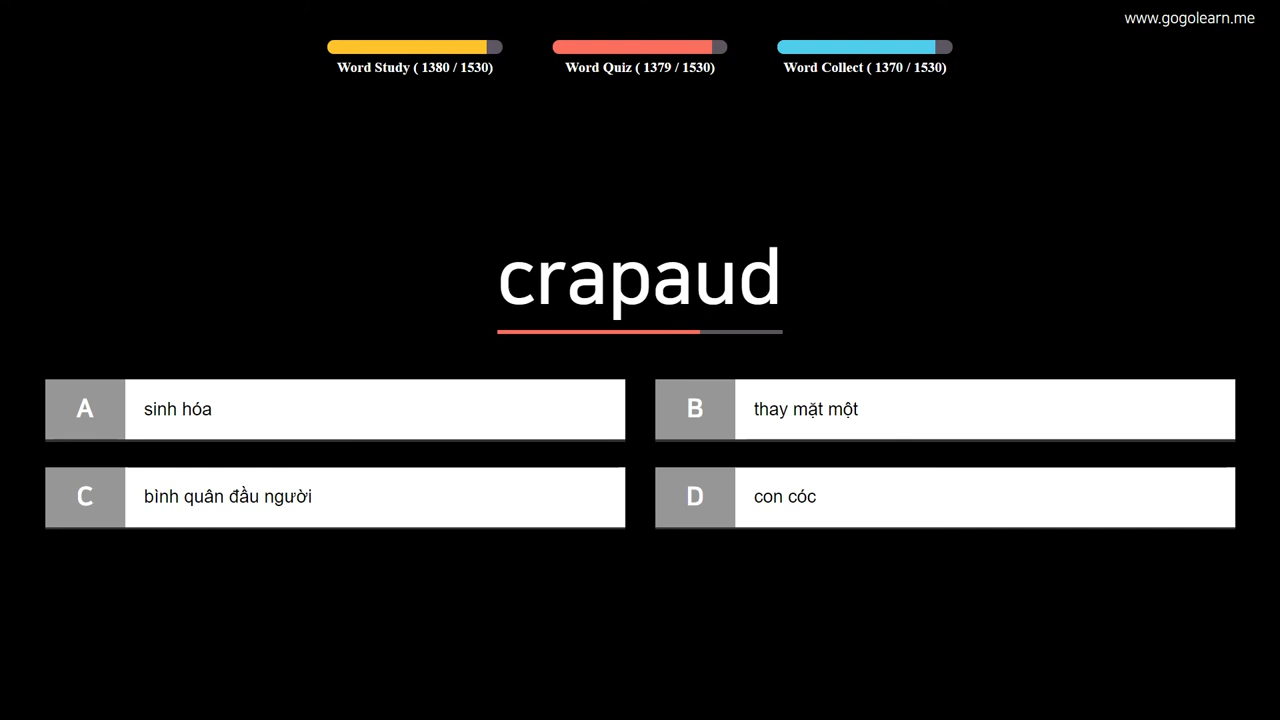 www.gogolearn.me
Word Study ( 1380 / 1530)
Word Quiz ( 1379 / 1530)
Word Collect ( 1370 / 1530)
crapaud
A sinh hóa
B thay mặt một
C bình quân đầu người
D con cóc